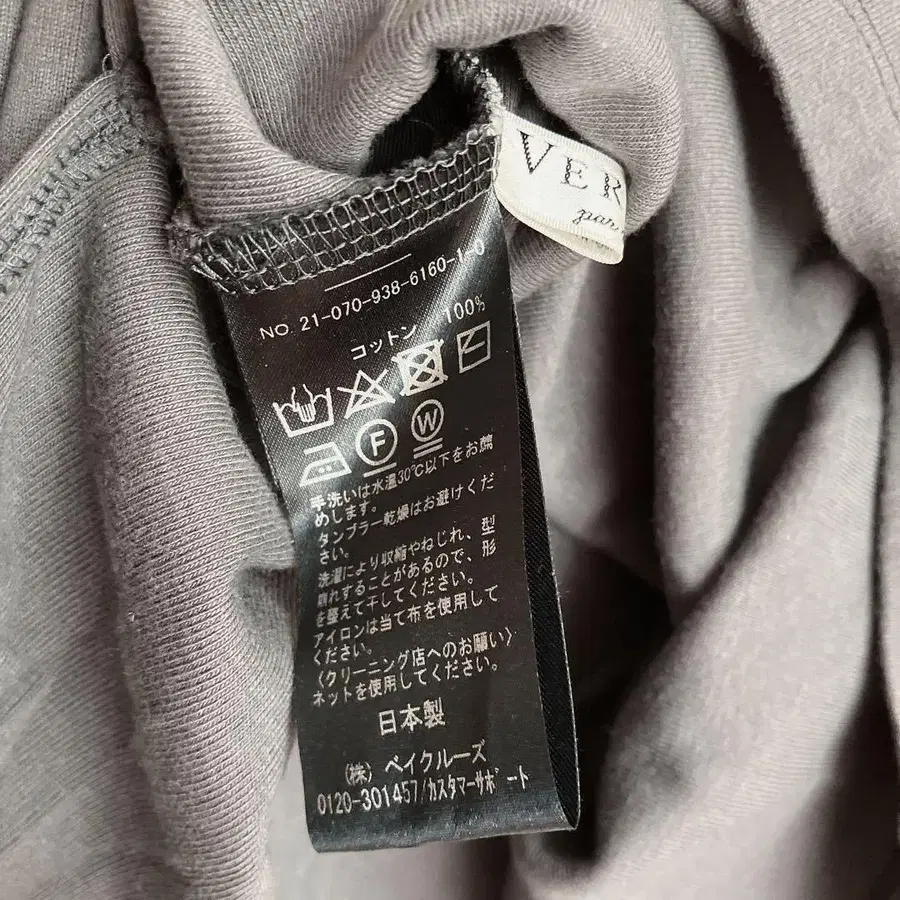 VER
par
NO. 21-070-938-6160-1-0
コットン 100%
F
W
手洗いは水温30℃以下をお薦
めします。
タンブラー乾燥はお避けくだ
さい。
洗濯により収縮やねじれ、型
崩れすることがあるので、形
を整えて干してください。
アイロンは当て布を使用して
ください。
〈クリーニング店へのお願い〉
ネットを使用してください。
日本製
(株) ベイクルーズ
0120-301457/カスタマーサポート